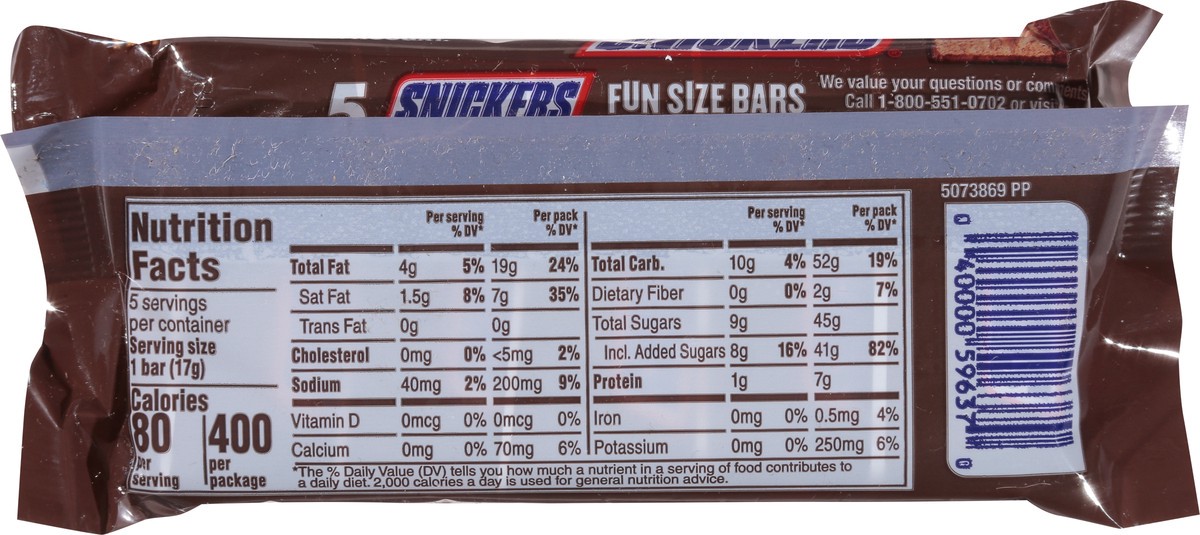 5 SNICKERS FUN SIZE BARS
We value your questions or comments
Call 1-800-551-0702 or visi
5073869 PP
Nutrition
Facts
5 servings
per container
Serving size
1 bar (17g)
Calories
80 per serving
400 per package
Per serving % DV* Per pack % DV*
Total Fat 4g 5% 19g 24%
Sat Fat 1.5g 8% 7g 35%
Trans Fat 0g 0g
Cholesterol 0mg 0% <5mg 2%
Sodium 40mg 2% 200mg 9%
Vitamin D 0mcg 0% 0mcg 0%
Calcium 0mg 0% 70mg 6%
Per serving % DV* Per pack % DV*
Total Carb. 10g 4% 52g 19%
Dietary Fiber 0g 0% 2g 7%
Total Sugars 9g 45g
Incl. Added Sugars 8g 16% 41g 82%
Protein 1g 7g
Iron 0mg 0% 0.5mg 4%
Potassium 0mg 0% 250mg 6%
*The % Daily Value (DV) tells you how much a nutrient in a serving of food contributes to
a daily diet. 2,000 calories a day is used for general nutrition advice.